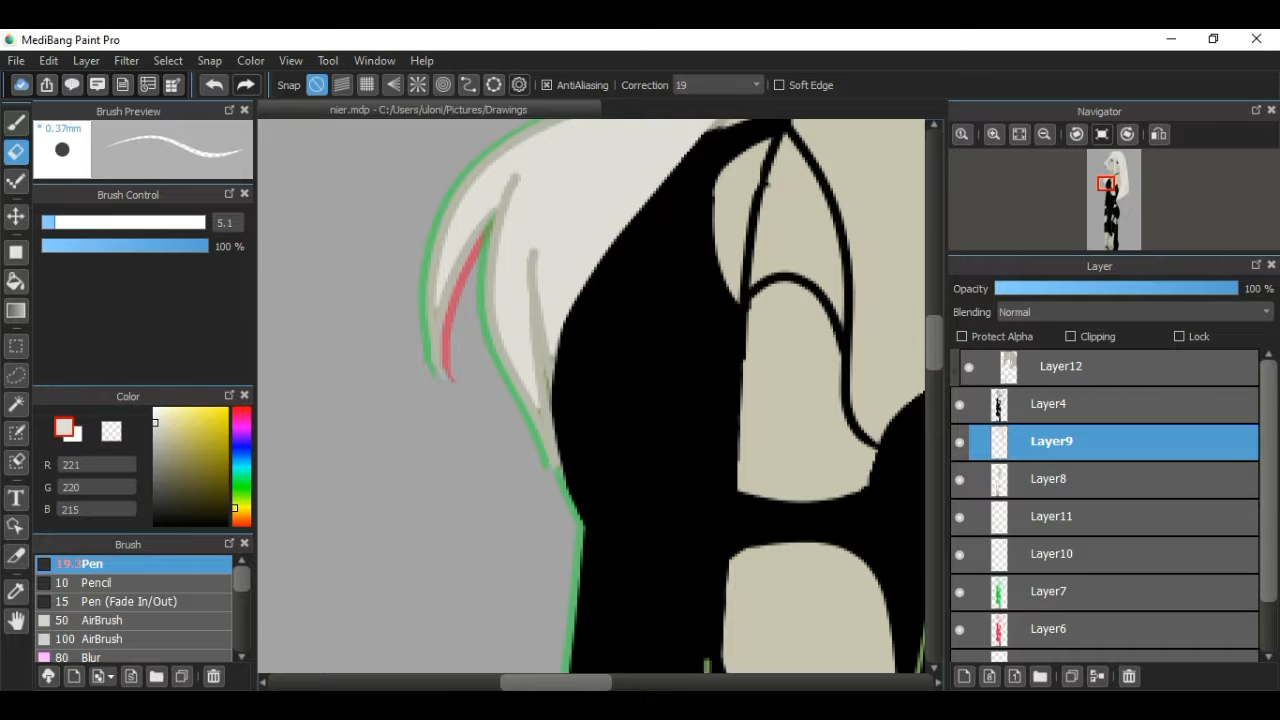 MediBang Paint Pro
File Edit Layer Filter Select Snap Color View Tool Window Help
Snap AntiAliasing Correction 19 Soft Edge
Brush Preview
nier.mdp - C:/Users/uloni/Pictures/Drawings
Navigator
* 0.37mm
Brush Control
5.1
100 %
Layer
Opacity 100 %
Blending Normal
Protect Alpha Clipping Lock
Layer12
Layer4
Layer9
Layer8
Layer11
Layer10
Layer7
Layer6
Color
R 221
G 220
B 215
Brush
19.3 Pen
10 Pencil
15 Pen (Fade In/Out)
50 AirBrush
100 AirBrush
80 Blur